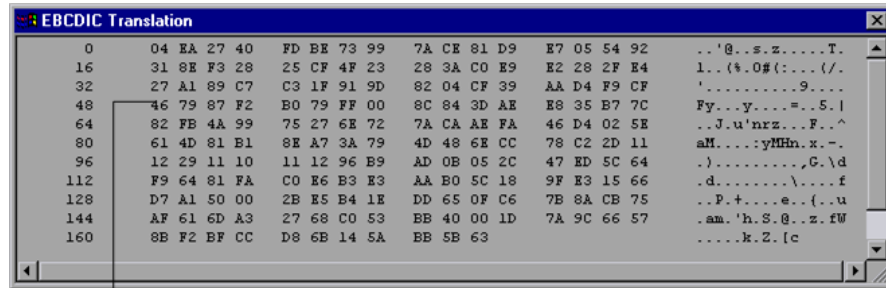 EBCDIC Translation
0 04 EA 27 40 FD BE 73 99 7A CE 81 D9 E7 05 54 92 ..'@..s.z.....T.
16 31 8E F3 28 25 CF 4F 23 28 3A C0 E9 E2 28 2F E4 1..(%.O#(:...(/.
32 27 A1 89 C7 C3 1F 91 9D 82 04 CF 39 AA D4 F9 CF '..........9....
48 46 79 87 F2 B0 79 FF 00 8C 84 3D AE E8 35 B7 7C Fy...y....=..5.|
64 82 FB 4A 99 75 27 6E 72 7A CA AE FA 46 D4 02 5E ..J.u'nrz...F..^
80 61 4D 81 B1 8E A7 3A 79 4D 48 6E CC 78 C2 2D 11 aM....:yMHn.x.-.
96 12 29 11 10 11 12 96 B9 AD 0B 05 2C 47 ED 5C 64 .).........,G.\d
112 F9 64 81 FA C0 E6 B3 E3 AA B0 5C 18 9F E3 15 66 .d........\....f
128 D7 A1 50 00 2B E5 B4 1E DD 65 0F C6 7B 8A CB 75 ..P.+....e..{..u
144 AF 61 6D A3 27 68 C0 53 BB 40 00 1D 7A 9C 66 57 .am.'h.S.@..z.fW
160 8B F2 BF CC D8 6B 14 5A BB 5B 63 .....k.Z.[c